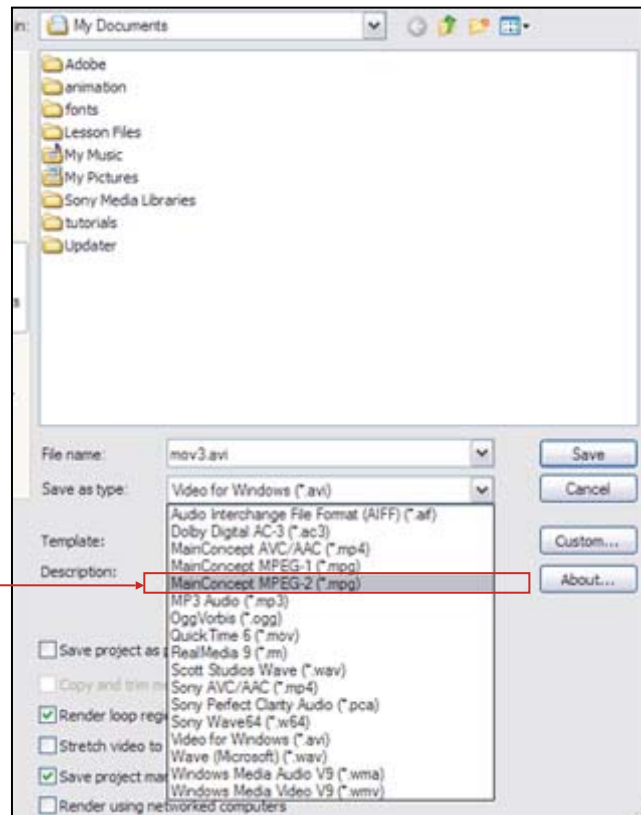 in:
My Documents
Adobe
animation
fonts
Lesson Files
My Music
My Pictures
Sony Media Libraries
tutorials
Updater
s
File name:
mov3.avi
Save
Save as type:
Video for Windows (*.avi)
Cancel
Audio Interchange File Format (AIFF) (*.aif)
Dolby Digital AC-3 (*.ac3)
Template:
MainConcept AVC/AAC (*.mp4)
Custom...
MainConcept MPEG-1 (*.mpg)
Description:
MainConcept MPEG-2 (*.mpg)
About...
MP3 Audio (*.mp3)
OggVorbis (*.ogg)
QuickTime 6 (*.mov)
Save project as p
RealMedia 9 (*.rm)
Scott Studios Wave (*.wav)
Copy and trim m
Sony AVC/AAC (*.mp4)
Sony Perfect Clarity Audio (*.pca)
Render loop regi
Sony Wave64 (*.w64)
Stretch video to
Video for Windows (*.avi)
Wave (Microsoft) (*.wav)
Save project mar
Windows Media Audio V9 (*.wma)
Windows Media Video V9 (*.wmv)
Render using networked computers